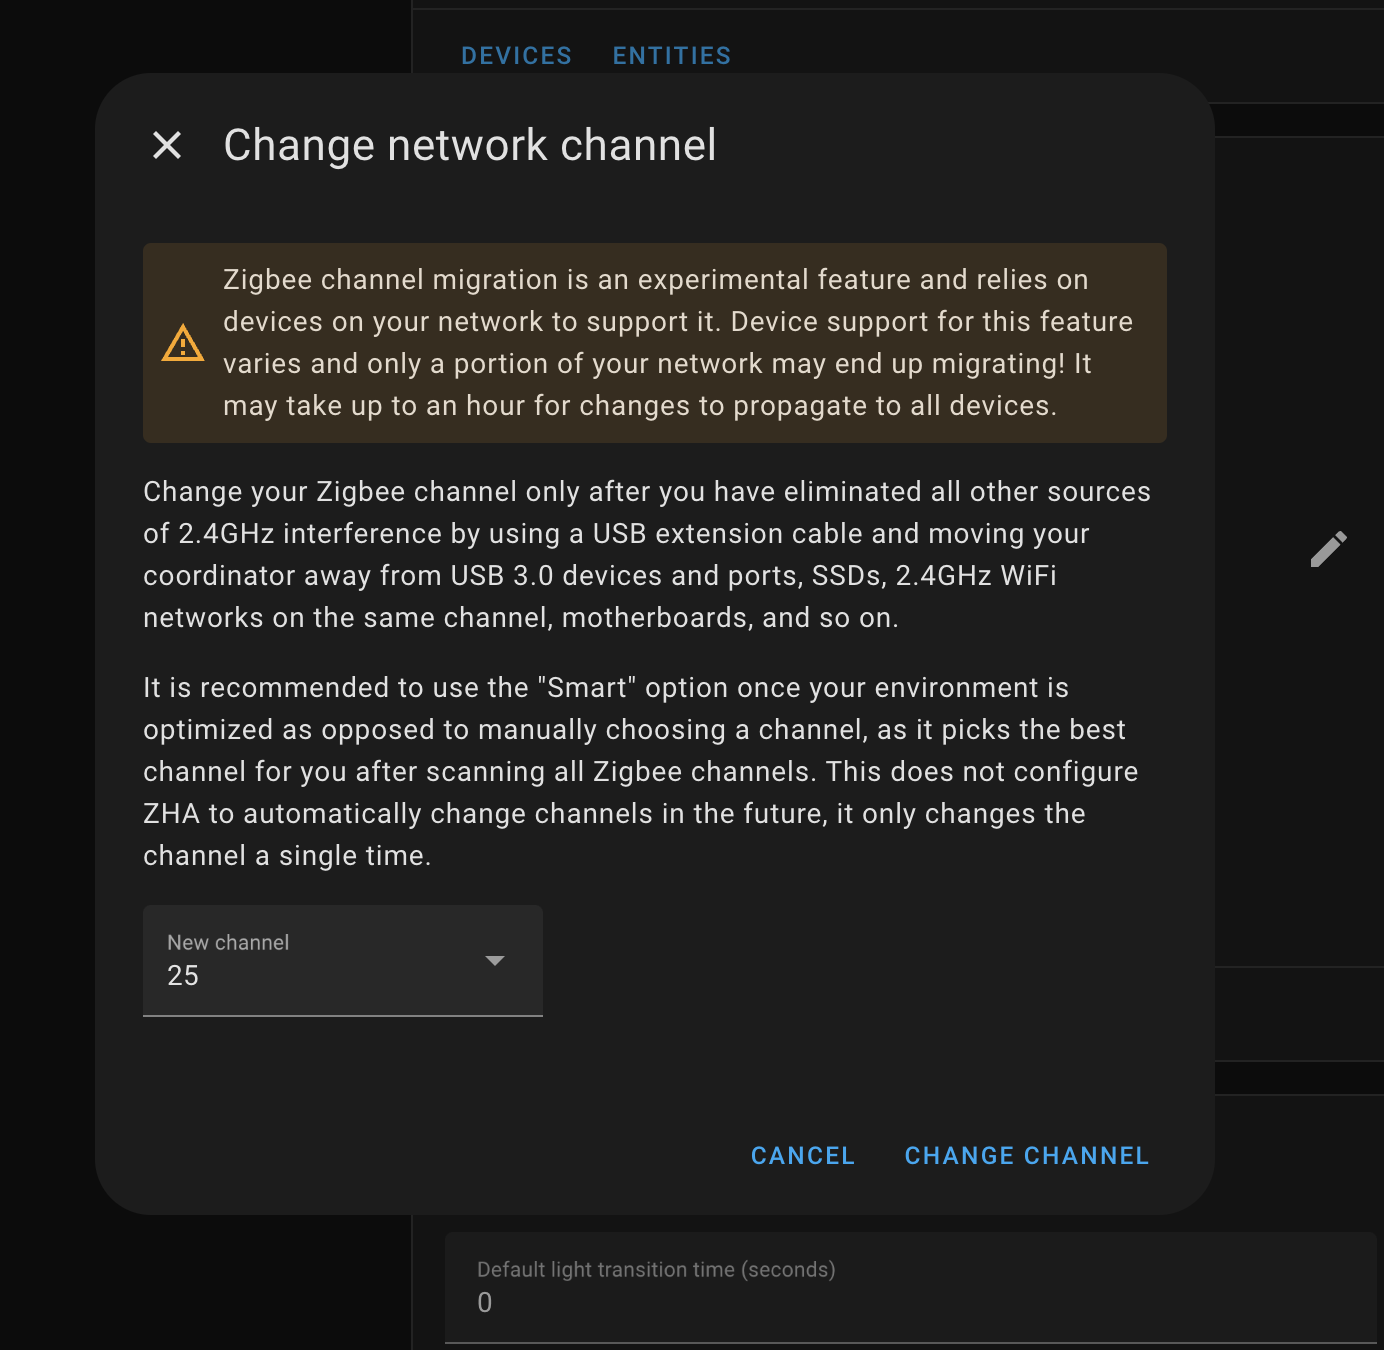 DEVICES ENTITIES
Change network channel
Zigbee channel migration is an experimental feature and relies on
devices on your network to support it. Device support for this feature
varies and only a portion of your network may end up migrating! It
may take up to an hour for changes to propagate to all devices.
Change your Zigbee channel only after you have eliminated all other sources
of 2.4GHz interference by using a USB extension cable and moving your
coordinator away from USB 3.0 devices and ports, SSDs, 2.4GHz WiFi
networks on the same channel, motherboards, and so on.
It is recommended to use the "Smart" option once your environment is
optimized as opposed to manually choosing a channel, as it picks the best
channel for you after scanning all Zigbee channels. This does not configure
ZHA to automatically change channels in the future, it only changes the
channel a single time.
New channel
25
CANCEL CHANGE CHANNEL
Default light transition time (seconds)
0